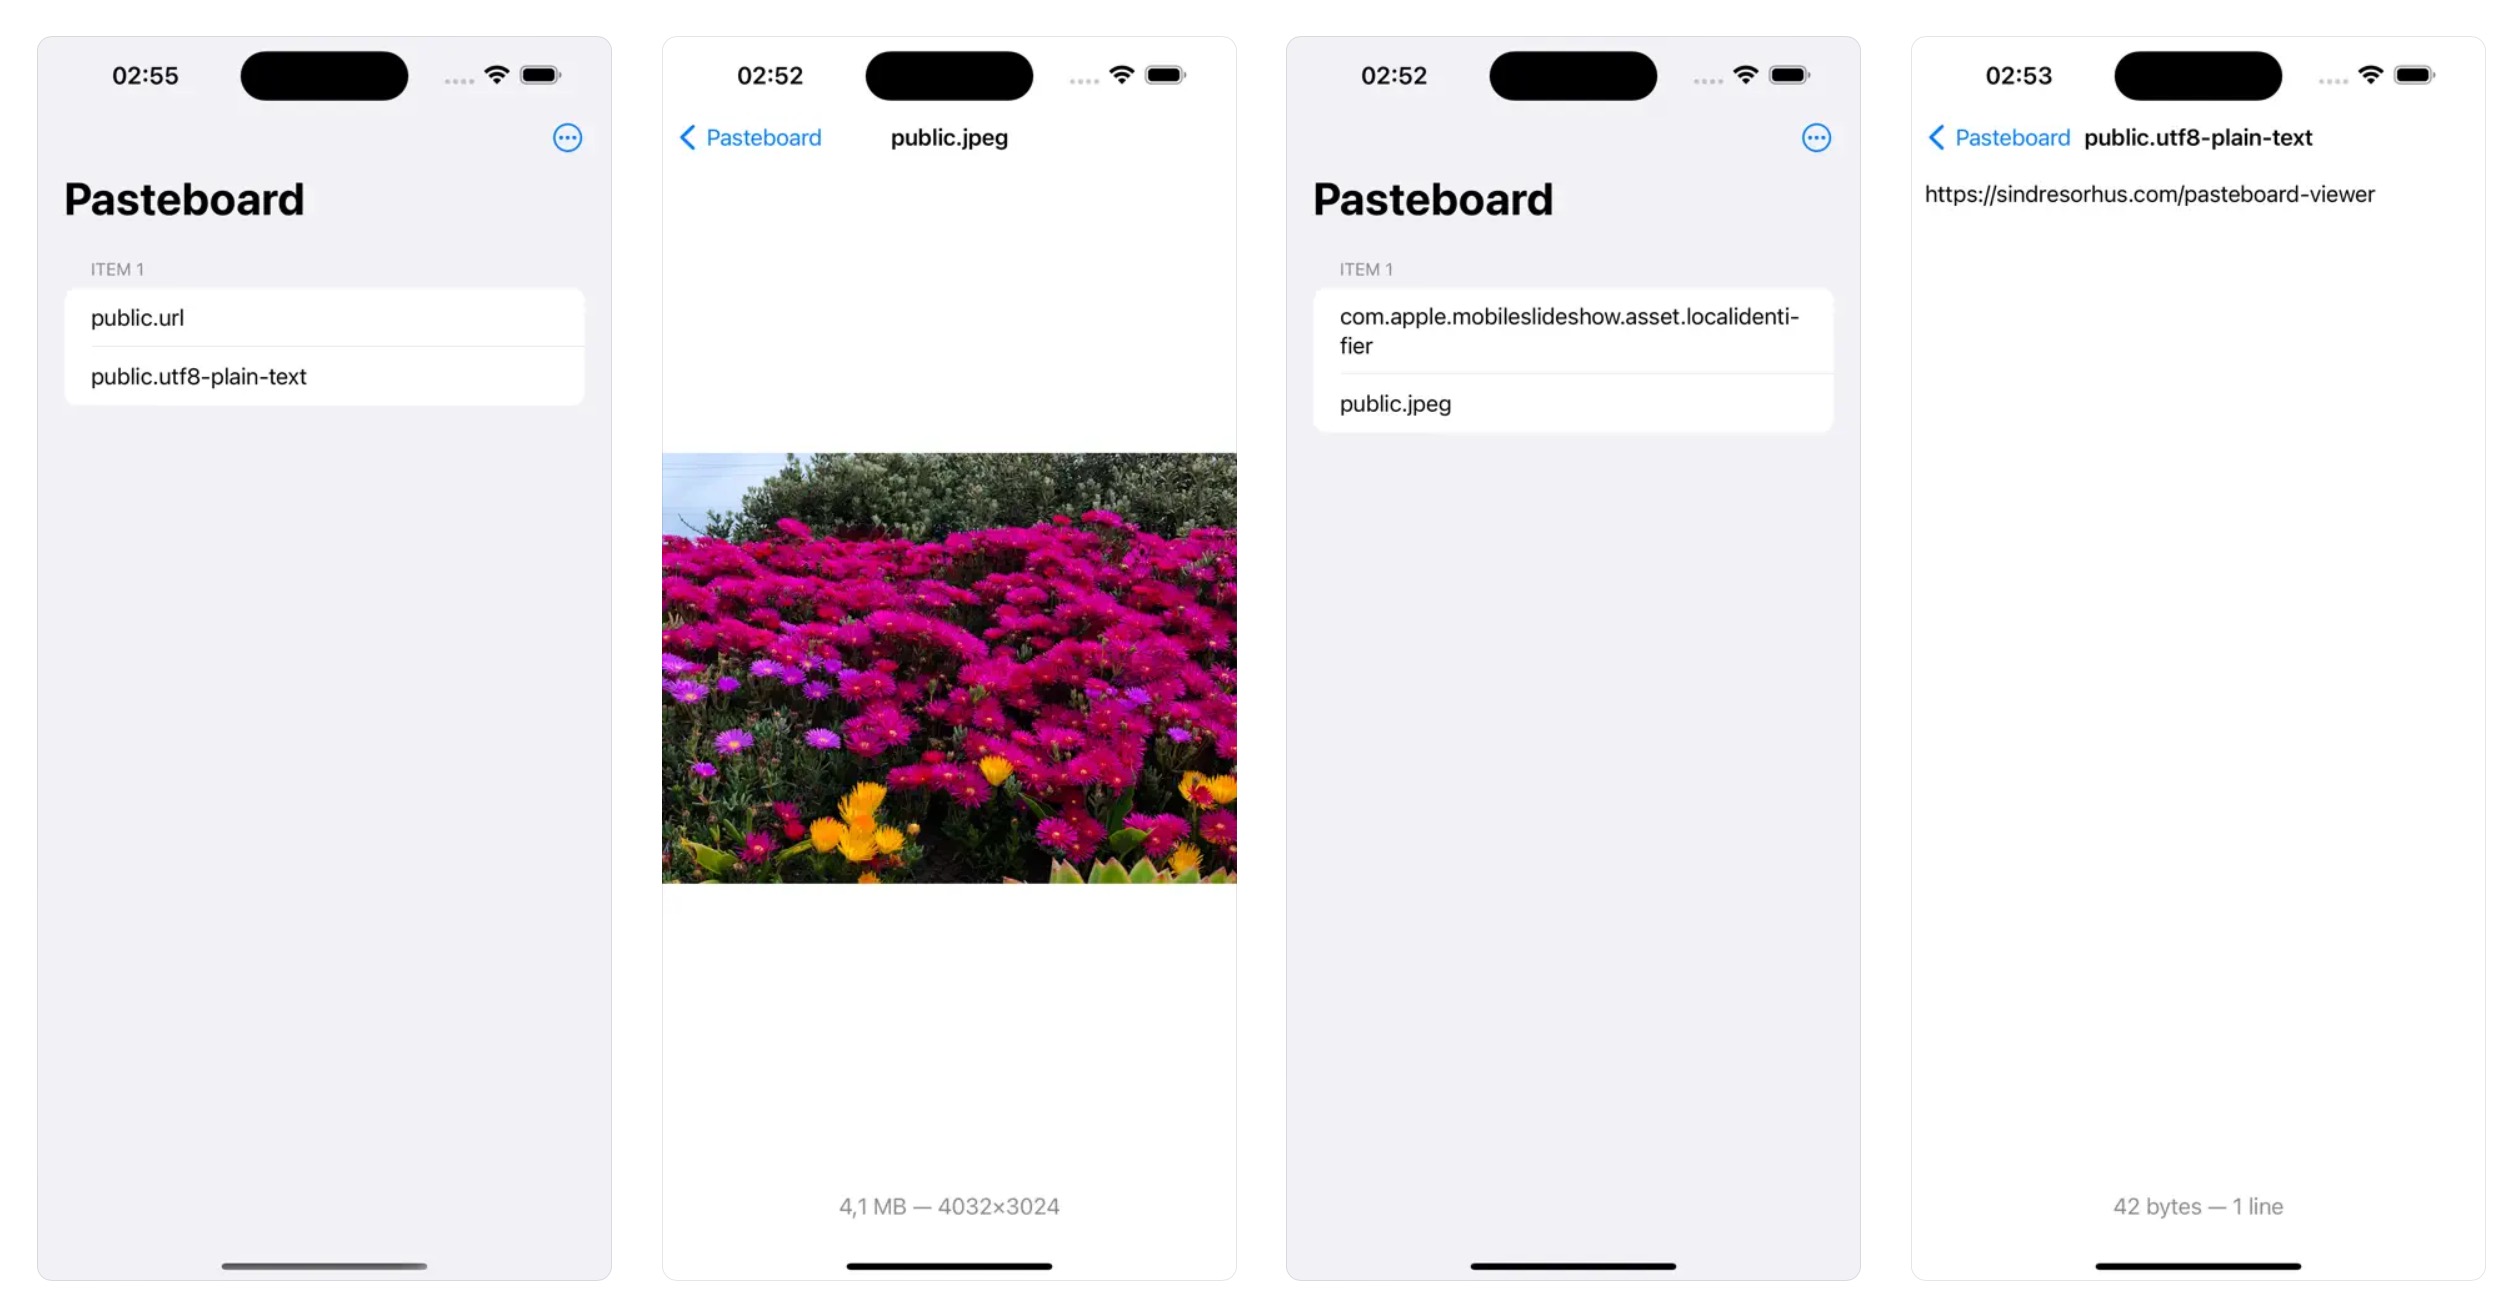 02:55
Pasteboard
ITEM 1
public.url
public.utf8-plain-text
02:52
Pasteboard
public.jpeg
4,1 MB — 4032×3024
02:52
Pasteboard
ITEM 1
com.apple.mobileslideshow.asset.localidenti-
fier
public.jpeg
02:53
Pasteboard
public.utf8-plain-text
https://sindresorhus.com/pasteboard-viewer
42 bytes — 1 line